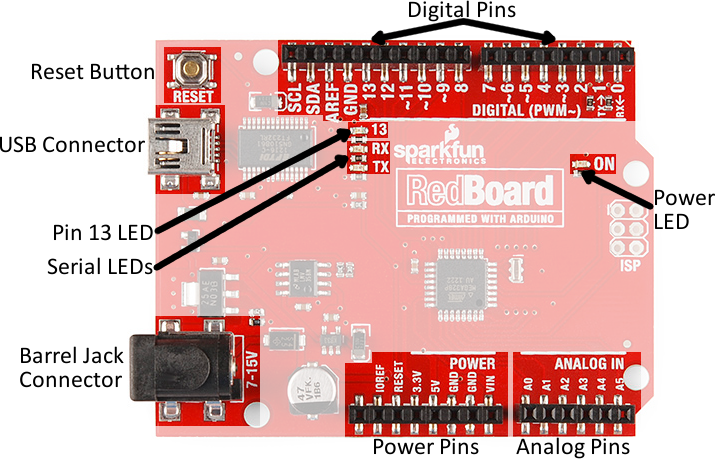 Digital Pins
Reset Button
RESET
SCL
SDA
AREF
GND
13
12
~11
~10
~9
8
7
~6
~5
4
~3
2
TX→1
RX←0
DIGITAL (PWM~)
USB Connector
13
RX
TX
sparkfun
ELECTRONICS
ON
RedBoard
PROGRAMMED WITH ARDUINO
Power
LED
Pin 13 LED
Serial LEDs
ISP
Barrel Jack
Connector
7-15V
47
VFK
1B6
POWER
IOREF
RESET
3.3V
5V
GND
GND
VIN
ANALOG IN
A0
A1
A2
A3
A4
A5
Power Pins
Analog Pins